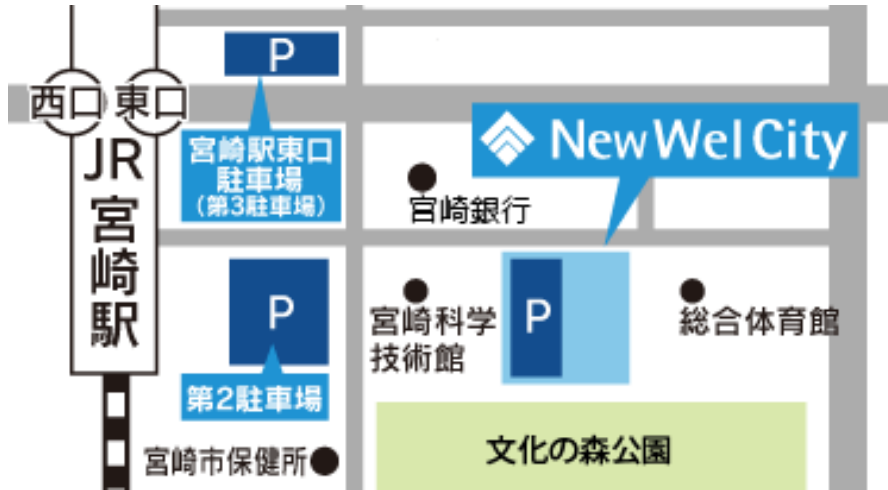 P
西口
東口
JR
宮崎駅
宮崎駅東口
駐車場
(第3駐車場)
New Wel City
宮崎銀行
P
第2駐車場
宮崎科学
技術館
P
総合体育館
宮崎市保健所
文化の森公園